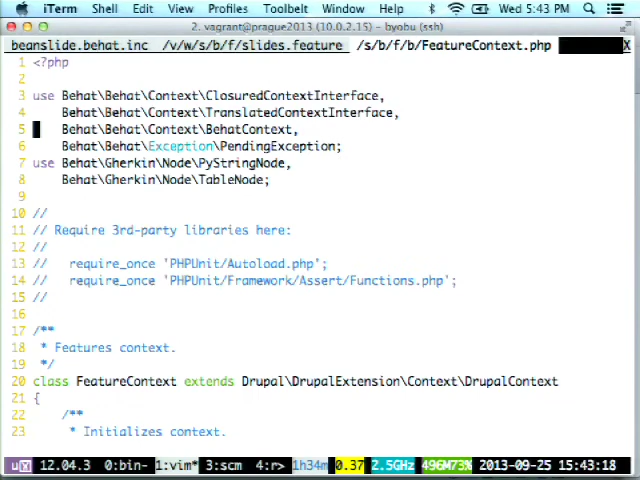 iTerm Shell Edit View Profiles Toolbelt Window Help Wed 5:43 PM
2. vagrant@prague2013 (10.0.2.15) - byobu (ssh)
beanslide.behat.inc /v/w/s/b/f/slides.feature /s/b/f/b/FeatureContext.php X
1 <?php
2
3 use Behat\Behat\Context\ClosuredContextInterface,
4 Behat\Behat\Context\TranslatedContextInterface,
5 Behat\Behat\Context\BehatContext,
6 Behat\Behat\Exception\PendingException;
7 use Behat\Gherkin\Node\PyStringNode,
8 Behat\Gherkin\Node\TableNode;
9
10 //
11 // Require 3rd-party libraries here:
12 //
13 // require_once 'PHPUnit/Autoload.php';
14 // require_once 'PHPUnit/Framework/Assert/Functions.php';
15 //
16
17 /**
18 * Features context.
19 */
20 class FeatureContext extends Drupal\DrupalExtension\Context\DrupalContext
21 {
22 /**
23 * Initializes context.
u 12.04.3 0:bin- 1:vim* 3:scm 4:r> 1h34m 0.37 2.5GHz 496M73% 2013-09-25 15:43:18